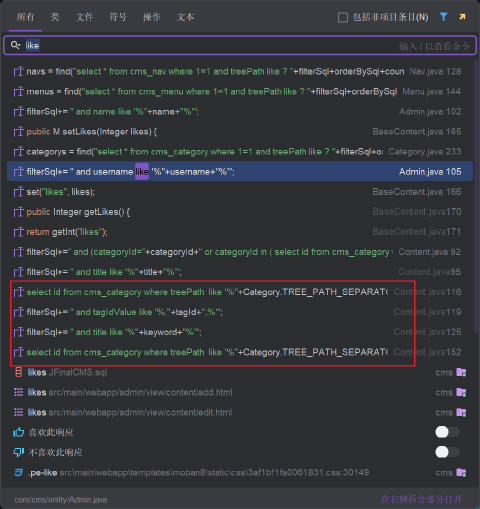 所有 类 文件 符号 操作 文本 包括非项目条目(N)
like 输入 / 以查看命令
navs = find("select * from cms_nav where 1=1 and treePath like ? "+filterSql+orderBySql+coun Nav.java 128
menus = find("select * from cms_menu where 1=1 and treePath like ? "+filterSql+orderBySql Menu.java 144
filterSql+= " and name like '%"+name+"%'"; Admin.java 102
public M setLikes(Integer likes) { BaseContent.java 165
categorys = find("select * from cms_category where 1=1 and treePath like ? "+filterSql+or Category.java 233
filterSql+= " and username like '%"+username+"%'"; Admin.java 105
set("likes", likes); BaseContent.java 166
public Integer getLikes() { BaseContent.java170
return getInt("likes"); BaseContent.java171
filterSql+=" and (categoryId="+categoryId+" or categoryId in ( select id from cms_category Content.java 92
filterSql+= " and title like '%"+title+"%'"; Content.java95
select id from cms_category where treePath like '%"+Category.TREE_PATH_SEPARATO Content.java116
filterSql+=" and tagIdValue like '%,"+tagId+",%'"; Content.java119
filterSql+=" and title like '%"+keyword+"%'"; Content.java125
select id from cms_category where treePath like '%"+Category.TREE_PATH_SEPARATO Content.java152
likes JFinalCMS.sql cms
likes src/main/webapp/admin/view/content/add.html cms
likes src/main/webapp/admin/view/content/edit.html cms
喜欢此响应
不喜欢此响应
.pe-like src\main\webapp\templates\moban8\static\css\3af1bf1fa0061831.css:30149 cms
com/cms/entity/Admin.java 在右侧拆分部分打开